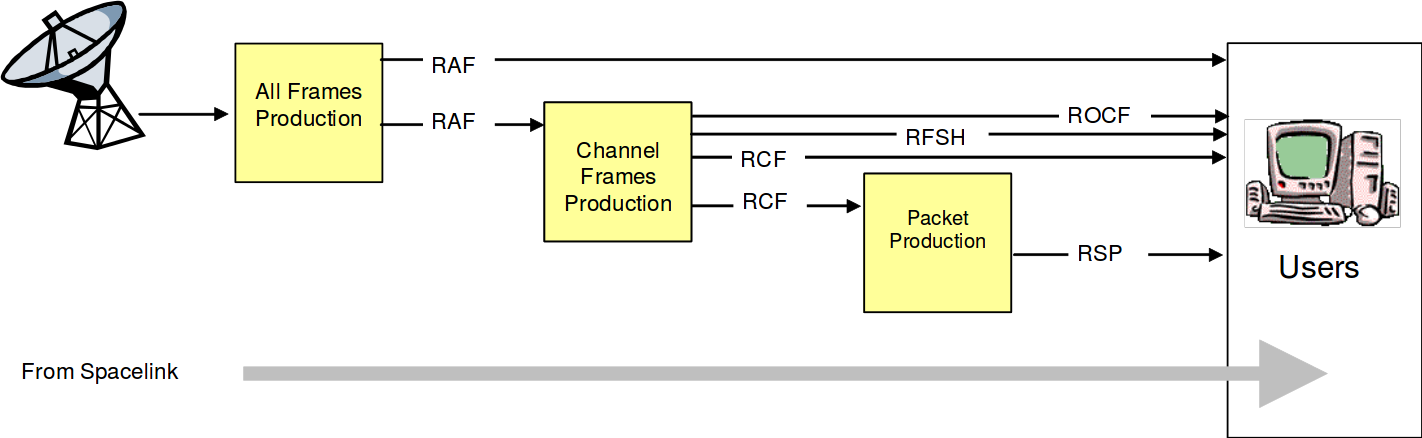 RAF
All Frames
Production
RAF
ROCF
RFSH
Channel
Frames
Production
RCF
RCF
Packet
Production
RSP
Users
From Spacelink